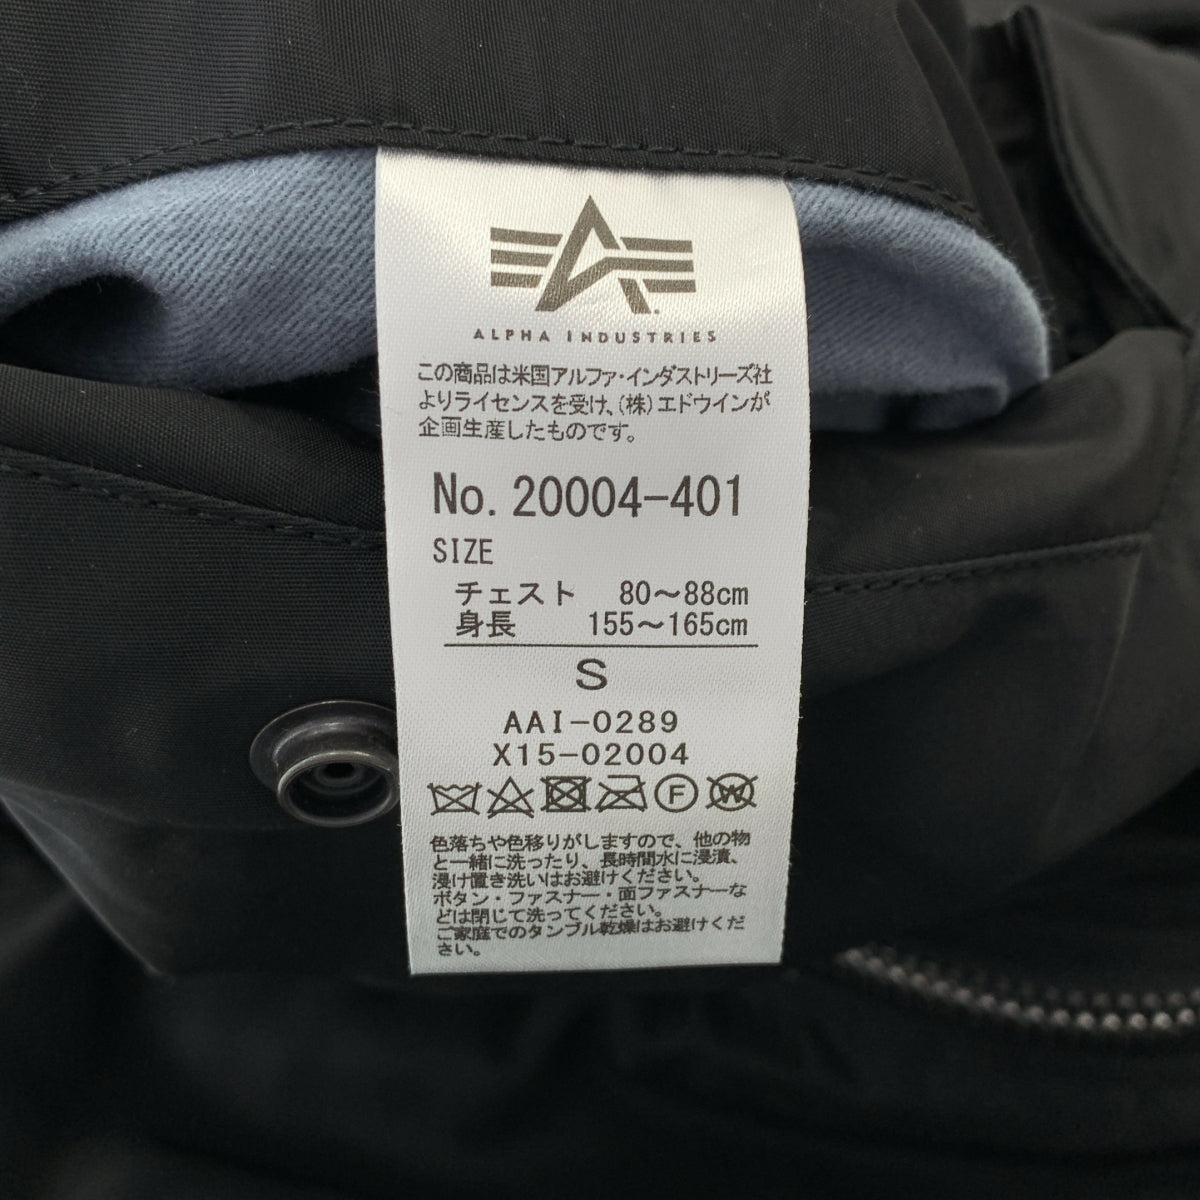 ALPHA INDUSTRIES
この商品は米国アルファ・インダストリーズ社
よりライセンスを受け、(株)エドウインが
企画生産したものです。
No. 20004-401
SIZE
チェスト 80～88cm
身長 155～165cm
S
AAI-0289
X15-02004
F W
色落ちや色移りがしますので、他の物
と一緒に洗ったり、長時間水に浸漬、
浸け置き洗いはお避けください。
ボタン・ファスナー・面ファスナーな
どは閉じて洗ってください。
ご家庭でのタンブル乾燥はお避けくだ
さい。